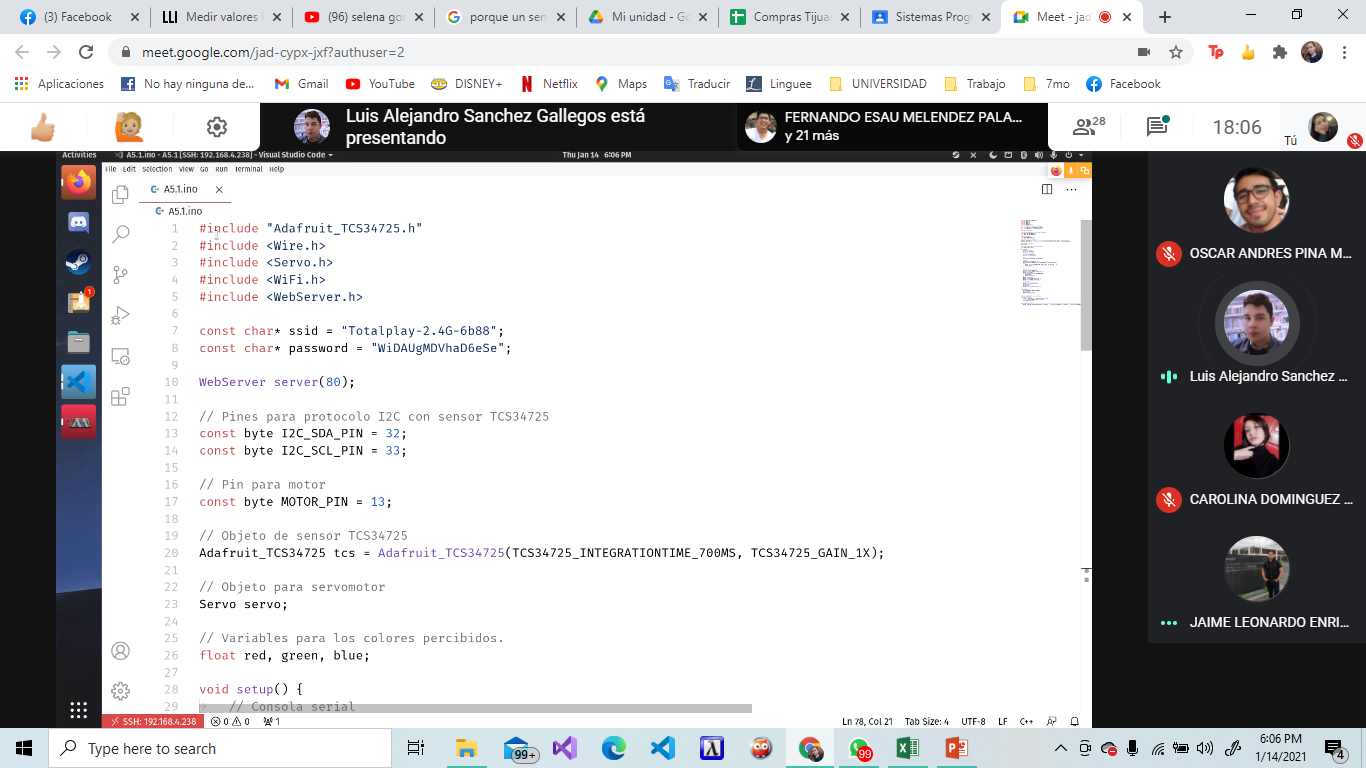 (3) Facebook
Medir valores
(96) selena gor
porque un sen
Mi unidad - Go
Compras Tijuar
Sistemas Prog
Meet - jad
meet.google.com/jad-cypx-jxf?authuser=2
Aplicaciones
No hay ninguna de...
Gmail
YouTube
DISNEY+
Netflix
Maps
Traducir
Linguee
UNIVERSIDAD
Trabajo
7mo
Facebook
Luis Alejandro Sanchez Gallegos está
presentando
FERNANDO ESAU MELENDEZ PALA...
y 21 más
28
18:06
Tú
Activities
A5.1.ino - A5.1 [SSH: 192.168.4.238] - Visual Studio Code
Thu Jan 14 6:06 PM
File Edit Selection View Go Run Terminal Help
A5.1.ino
A5.1.ino
1 #include "Adafruit_TCS34725.h"
2 #include <Wire.h>
3 #include <Servo.h>
4 #include <WiFi.h>
5 #include <WebServer.h>
6
7 const char* ssid = "Totalplay-2.4G-6b88";
8 const char* password = "WiDAUgMDVhaD6eSe";
9
10 WebServer server(80);
11
12 // Pines para protocolo I2C con sensor TCS34725
13 const byte I2C_SDA_PIN = 32;
14 const byte I2C_SCL_PIN = 33;
15
16 // Pin para motor
17 const byte MOTOR_PIN = 13;
18
19 // Objeto de sensor TCS34725
20 Adafruit_TCS34725 tcs = Adafruit_TCS34725(TCS34725_INTEGRATIONTIME_700MS, TCS34725_GAIN_1X);
21
22 // Objeto para servomotor
23 Servo servo;
24
25 // Variables para los colores percibidos.
26 float red, green, blue;
27
28 void setup() {
29 // Consola serial
SSH: 192.168.4.238
0 0
1
Ln 78, Col 21
Tab Size: 4
UTF-8
LF
C++
OSCAR ANDRES PINA M...
Luis Alejandro Sanchez ...
CAROLINA DOMINGUEZ ...
JAIME LEONARDO ENRI...
Type here to search
99+
99
6:06 PM
1/14/2021
4